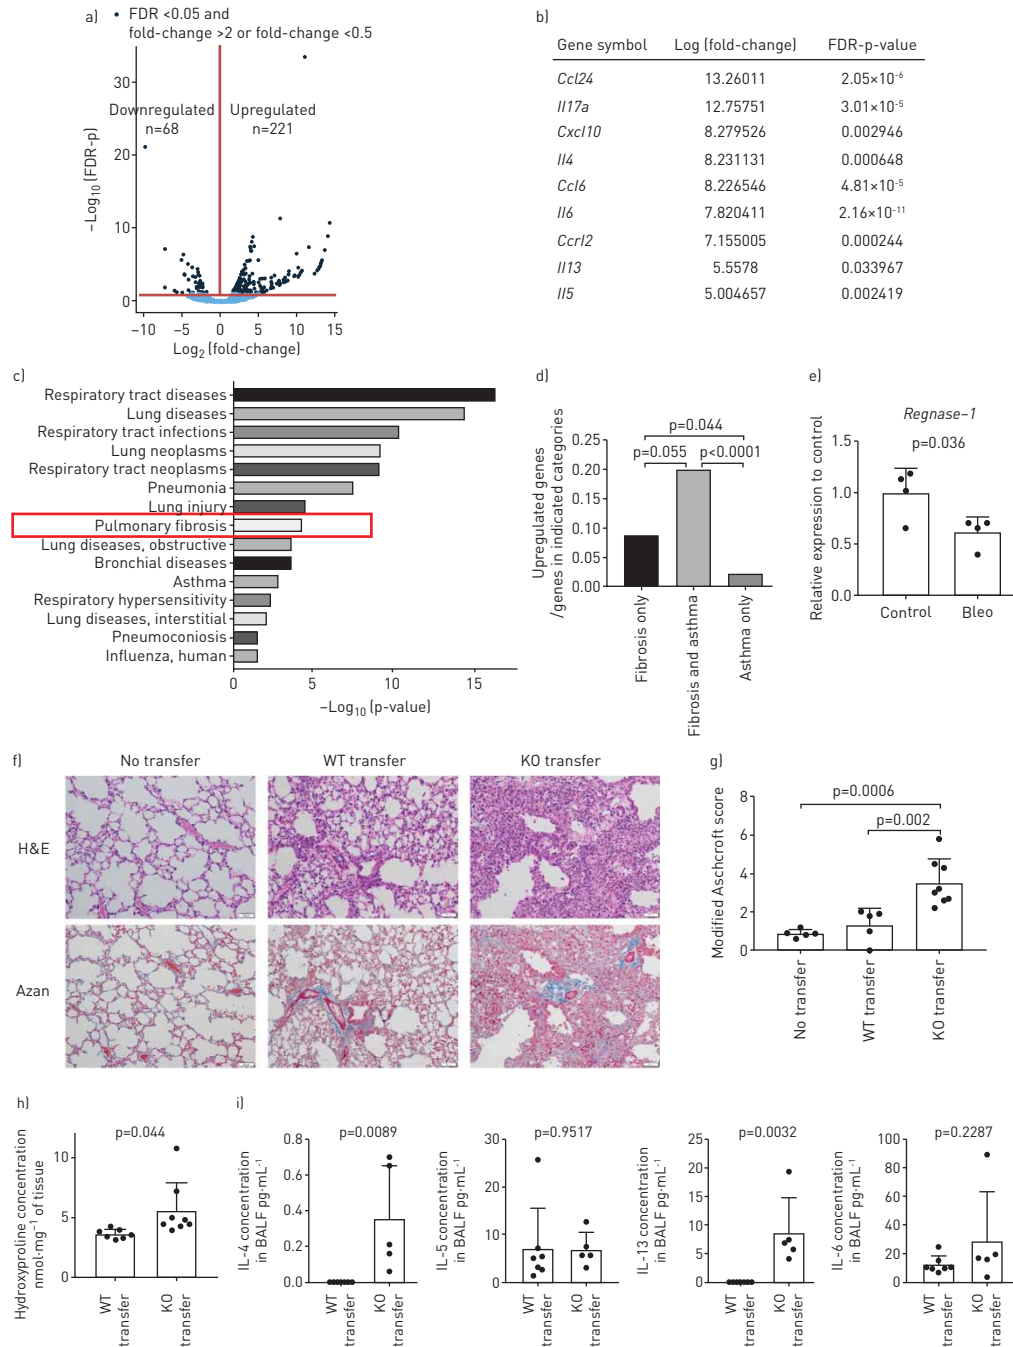 a)
FDR <0.05 and
fold-change >2 or fold-change <0.5
Downregulated
n=68
Upregulated
n=221
−Log10 (FDR-p)
30
20
10
0
−10 −5 0 5 10 15
Log2 (fold-change)
b)
Gene symbol Log (fold-change) FDR-p-value
Ccl24 13.26011 2.05×10-6
Il17a 12.75751 3.01×10-5
Cxcl10 8.279526 0.002946
Il4 8.231131 0.000648
Ccl6 8.226546 4.81×10-5
Il6 7.820411 2.16×10-11
Ccrl2 7.155005 0.000244
Il13 5.5578 0.033967
Il5 5.004657 0.002419
c)
Respiratory tract diseases
Lung diseases
Respiratory tract infections
Lung neoplasms
Respiratory tract neoplasms
Pneumonia
Lung injury
Pulmonary fibrosis
Lung diseases, obstructive
Bronchial diseases
Asthma
Respiratory hypersensitivity
Lung diseases, interstitial
Pneumoconiosis
Influenza, human
0 5 10 15
−Log10 (p-value)
d)
Upregulated genes
/genes in indicated categories
p=0.044
p=0.055 p<0.0001
0.25
0.20
0.15
0.10
0.05
0.00
Fibrosis only
Fibrosis and asthma
Asthma only
e)
Regnase−1
p=0.036
Relative expression to control
1.5
1.0
0.5
0.0
Control Bleo
f)
No transfer WT transfer KO transfer
H&E
Azan
g)
Modified Aschcroft score
p=0.0006
p=0.002
8
6
4
2
0
No transfer
WT transfer
KO transfer
h)
Hydroxyproline concentration
nmol·mg−1 of tissue
p=0.044
10
5
0
WT
transfer
KO
transfer
i)
IL-4 concentration
in BALF pg·mL-1
p=0.0089
0.8
0.6
0.4
0.2
0.0
WT
transfer
KO
transfer
IL-5 concentration
in BALF pg·mL-1
p=0.9517
30
20
10
0
WT
transfer
KO
transfer
IL-13 concentration
in BALF pg·mL-1
p=0.0032
25
20
15
10
5
0
WT
transfer
KO
transfer
IL-6 concentration
in BALF pg·mL-1
p=0.2287
100
80
60
40
20
0
WT
transfer
KO
transfer